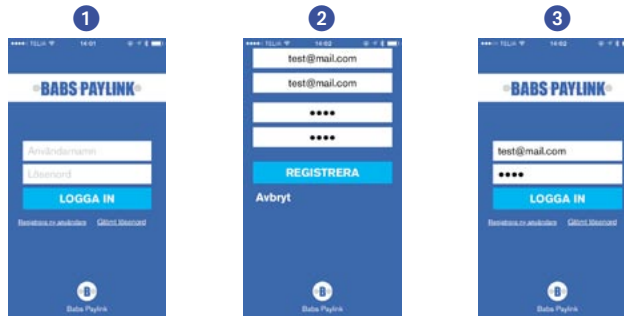 1
TELIA 14:01
BABS PAYLINK
Användarnamn
Lösenord
LOGGA IN
Registrera ny användare Glömt lösenord
B
Babs Paylink
2
TELIA 14:02
test@mail.com
test@mail.com
••••
••••
REGISTRERA
Avbryt
B
Babs Paylink
3
TELIA 14:02
BABS PAYLINK
test@mail.com
••••
LOGGA IN
Registrera ny användare Glömt lösenord
B
Babs Paylink